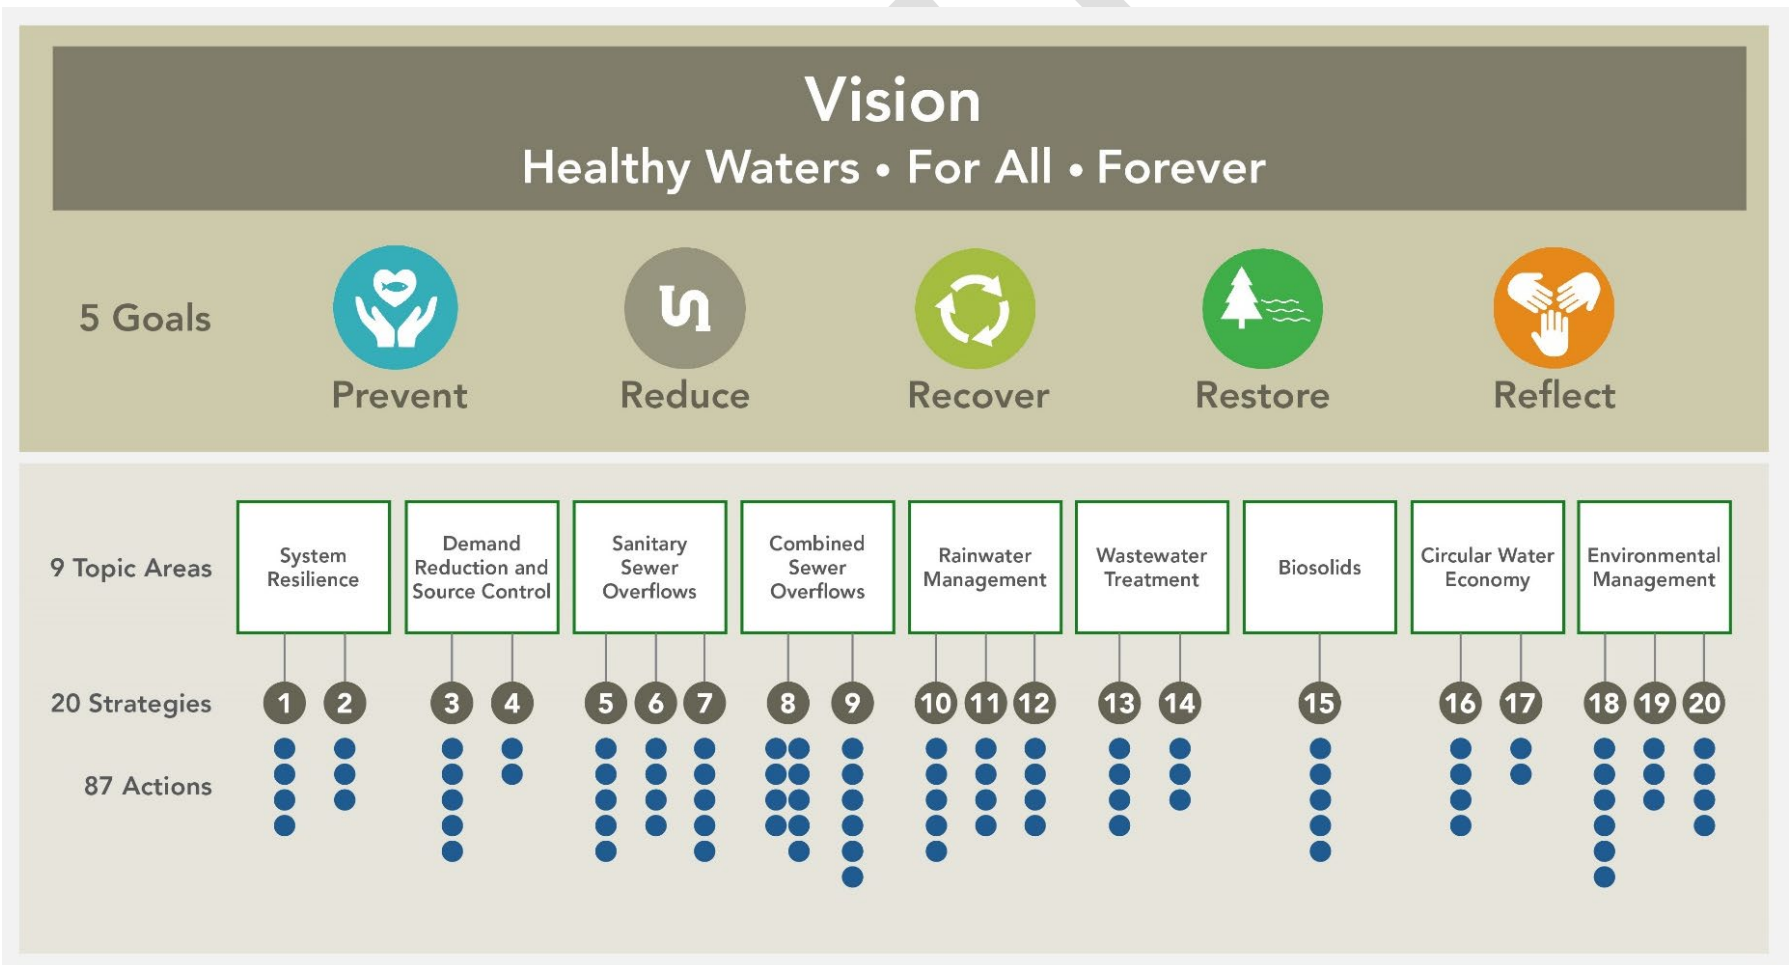 Vision
Healthy Waters • For All • Forever
5 Goals
Prevent
Reduce
Recover
Restore
Reflect
9 Topic Areas
System
Resilience
Demand
Reduction and
Source Control
Sanitary
Sewer
Overflows
Combined
Sewer
Overflows
Rainwater
Management
Wastewater
Treatment
Biosolids
Circular Water
Economy
Environmental
Management
20 Strategies
1 2 3 4 5 6 7 8 9 10 11 12 13 14 15 16 17 18 19 20
87 Actions